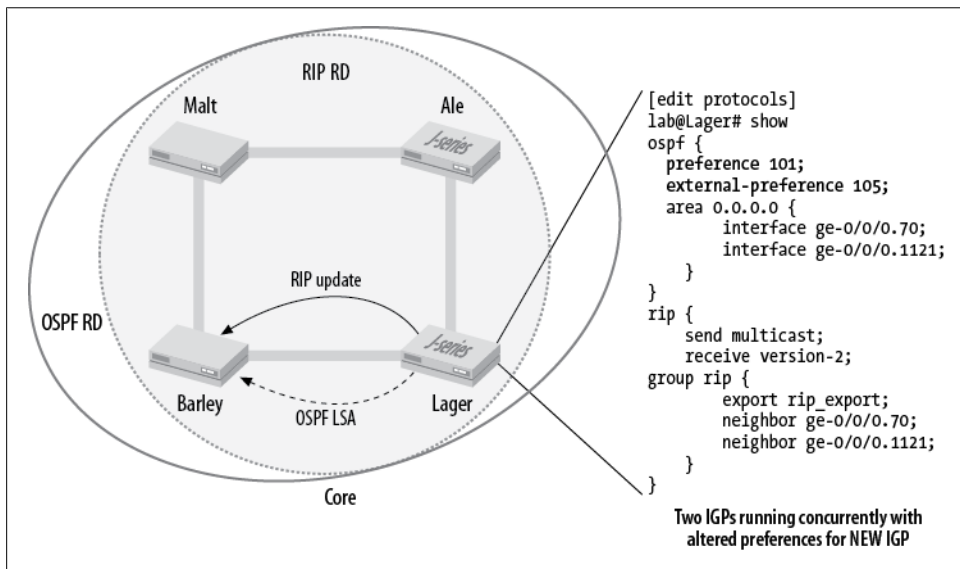 RIP RD
Malt
Ale
J-series
RIP update
OSPF RD
J-series
Barley
OSPF LSA
Lager
Core
[edit protocols]
lab@Lager# show
ospf {
preference 101;
external-preference 105;
area 0.0.0.0 {
interface ge-0/0/0.70;
interface ge-0/0/0.1121;
}
}
rip {
send multicast;
receive version-2;
group rip {
export rip_export;
neighbor ge-0/0/0.70;
neighbor ge-0/0/0.1121;
}
}
Two IGPs running concurrently with
altered preferences for NEW IGP